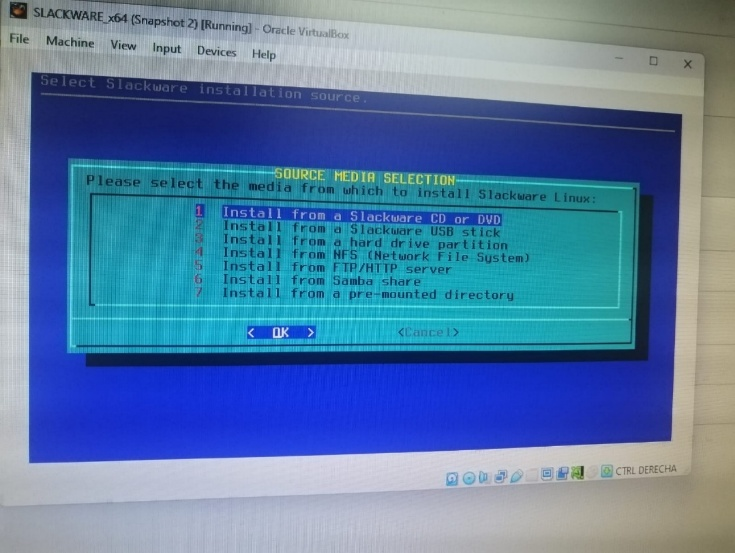 SLACKWARE_x64 (Snapshot 2) [Running] - Oracle VirtualBox
File Machine View Input Devices Help
Select Slackware installation source.
SOURCE MEDIA SELECTION
Please select the media from which to install Slackware Linux:
1 Install from a Slackware CD or DVD
2 Install from a Slackware USB stick
3 Install from a hard drive partition
4 Install from NFS (Network File System)
5 Install from FTP/HTTP server
6 Install from Samba share
7 Install from a pre-mounted directory
< OK > <Cancel>
CTRL DERECHA